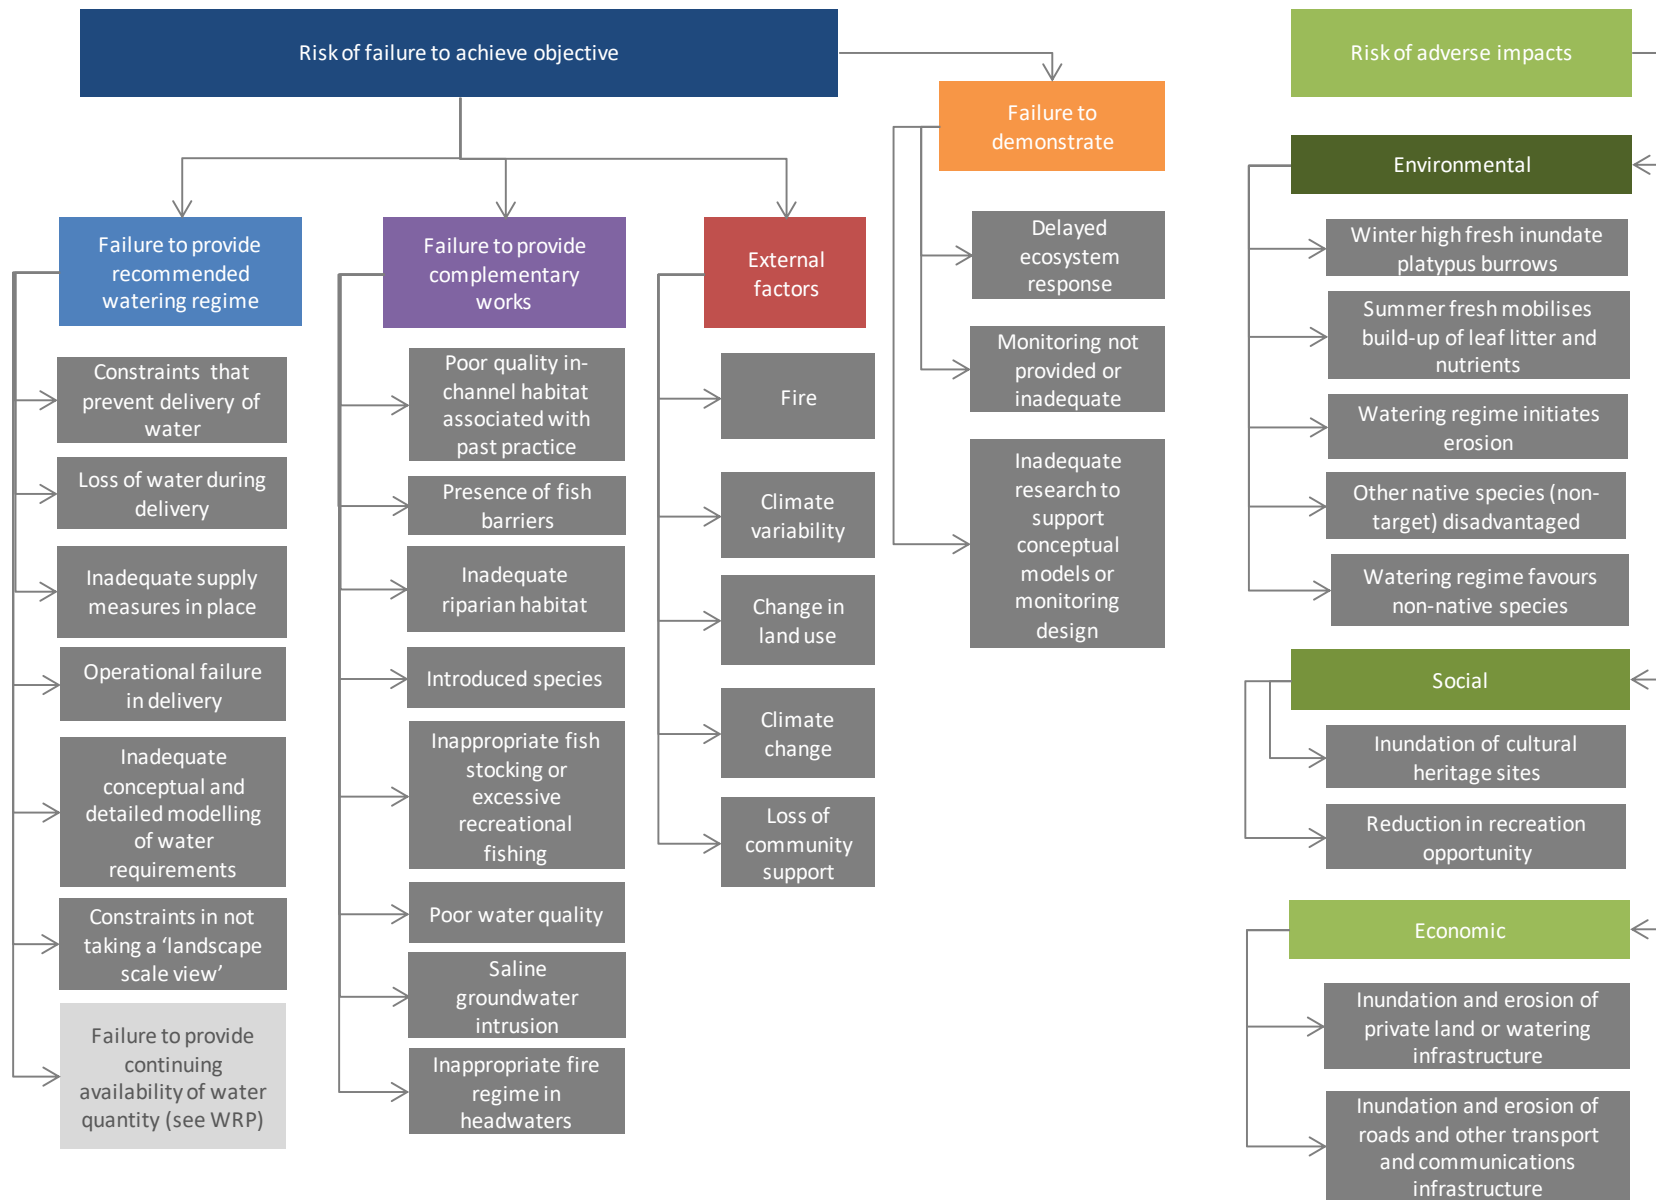 Risk of failure to achieve objective
Failure to provide
recommended
watering regime
Constraints that
prevent delivery of
water
Loss of water during
delivery
Inadequate supply
measures in place
Operational failure
in delivery
Inadequate
conceptual and
detailed modelling
of water
requirements
Constraints in not
taking a ‘landscape
scale view’
Failure to provide
continuing
availability of water
quantity (see WRP)
Failure to provide
complementary
works
Poor quality in-
channel habitat
associated with
past practice
Presence of fish
barriers
Inadequate
riparian habitat
Introduced species
Inappropriate fish
stocking or
excessive
recreational
fishing
Poor water quality
Saline
groundwater
intrusion
Inappropriate fire
regime in
headwaters
External
factors
Fire
Climate
variability
Change in
land use
Climate
change
Loss of
community
support
Failure to
demonstrate
Delayed
ecosystem
response
Monitoring not
provided or
inadequate
Inadequate
research to
support
conceptual
models or
monitoring
design
Risk of adverse impacts
Environmental
Winter high fresh inundate
platypus burrows
Summer fresh mobilises
build-up of leaf litter and
nutrients
Watering regime initiates
erosion
Other native species (non-
target) disadvantaged
Watering regime favours
non-native species
Social
Inundation of cultural
heritage sites
Reduction in recreation
opportunity
Economic
Inundation and erosion of
private land or watering
infrastructure
Inundation and erosion of
roads and other transport
and communications
infrastructure